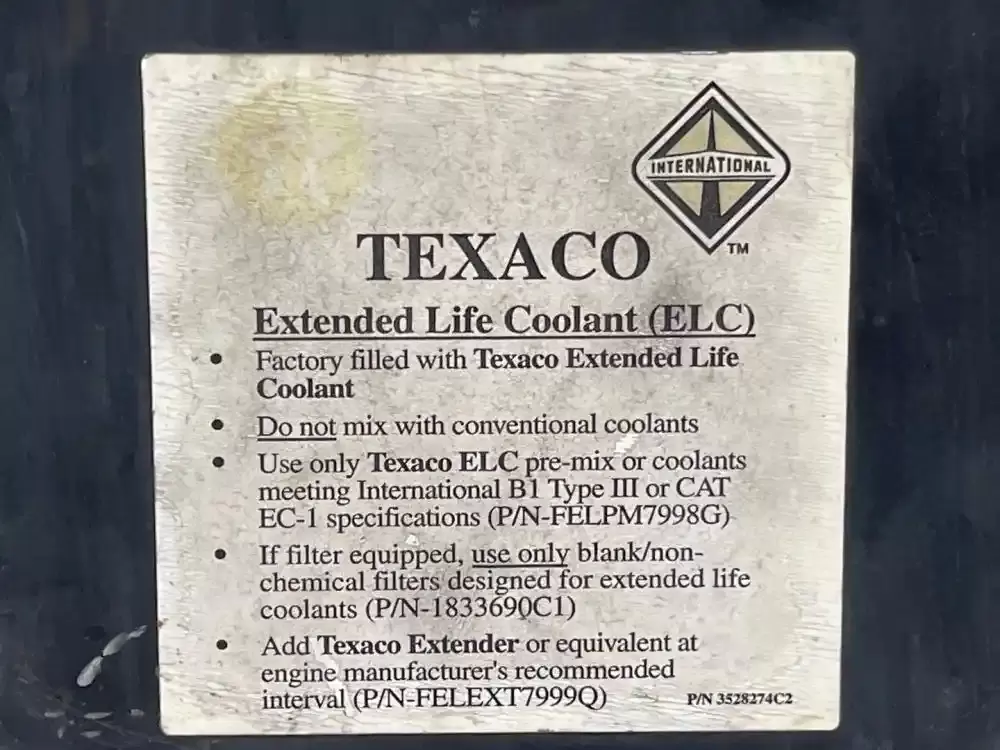 INTERNATIONAL
TM
TEXACO
Extended Life Coolant (ELC)
• Factory filled with Texaco Extended Life
Coolant
• Do not mix with conventional coolants
• Use only Texaco ELC pre-mix or coolants
meeting International B1 Type III or CAT
EC-1 specifications (P/N-FELPM7998G)
• If filter equipped, use only blank/non-
chemical filters designed for extended life
coolants (P/N-1833690C1)
• Add Texaco Extender or equivalent at
engine manufacturer's recommended
interval (P/N-FELEXT7999Q)
P/N 3528274C2